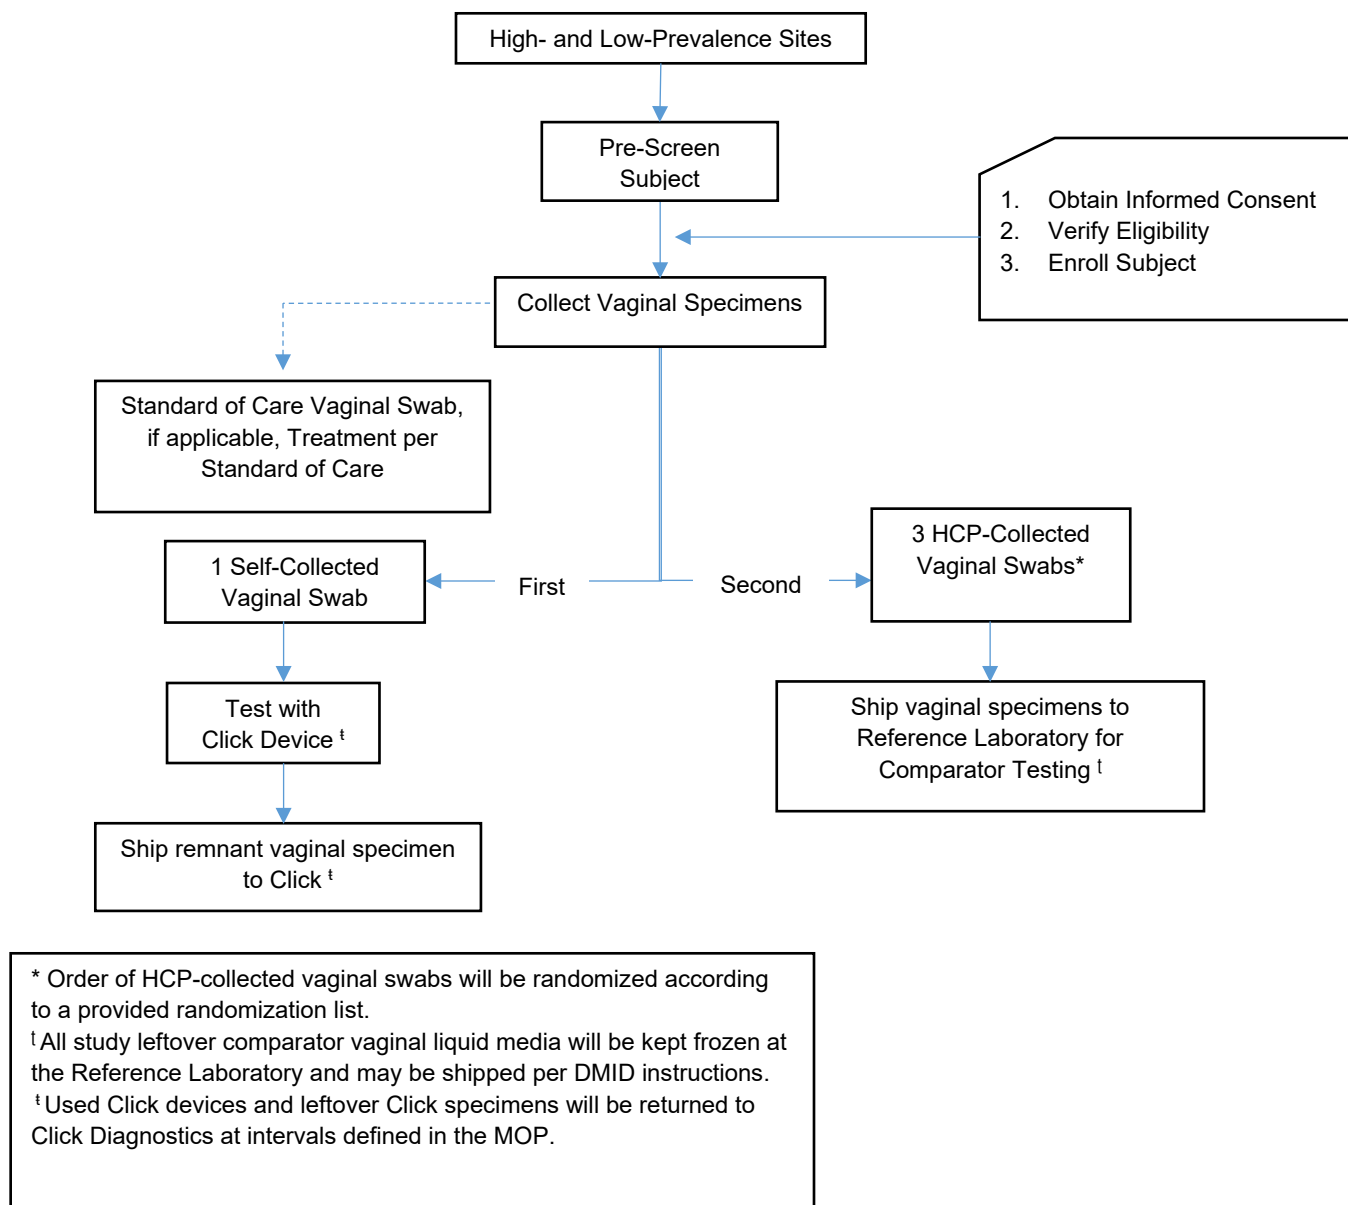 High- and Low-Prevalence Sites
Pre-Screen
Subject
1. Obtain Informed Consent
2. Verify Eligibility
3. Enroll Subject
Collect Vaginal Specimens
Standard of Care Vaginal Swab,
if applicable, Treatment per
Standard of Care
3 HCP-Collected
Vaginal Swabs*
1 Self-Collected
Vaginal Swab
First
Second
Test with
Click Device ŧ
Ship vaginal specimens to
Reference Laboratory for
Comparator Testing ƭ
Ship remnant vaginal specimen
to Click ŧ
* Order of HCP-collected vaginal swabs will be randomized according
to a provided randomization list.
ƭ All study leftover comparator vaginal liquid media will be kept frozen at
the Reference Laboratory and may be shipped per DMID instructions.
ŧ Used Click devices and leftover Click specimens will be returned to
Click Diagnostics at intervals defined in the MOP.